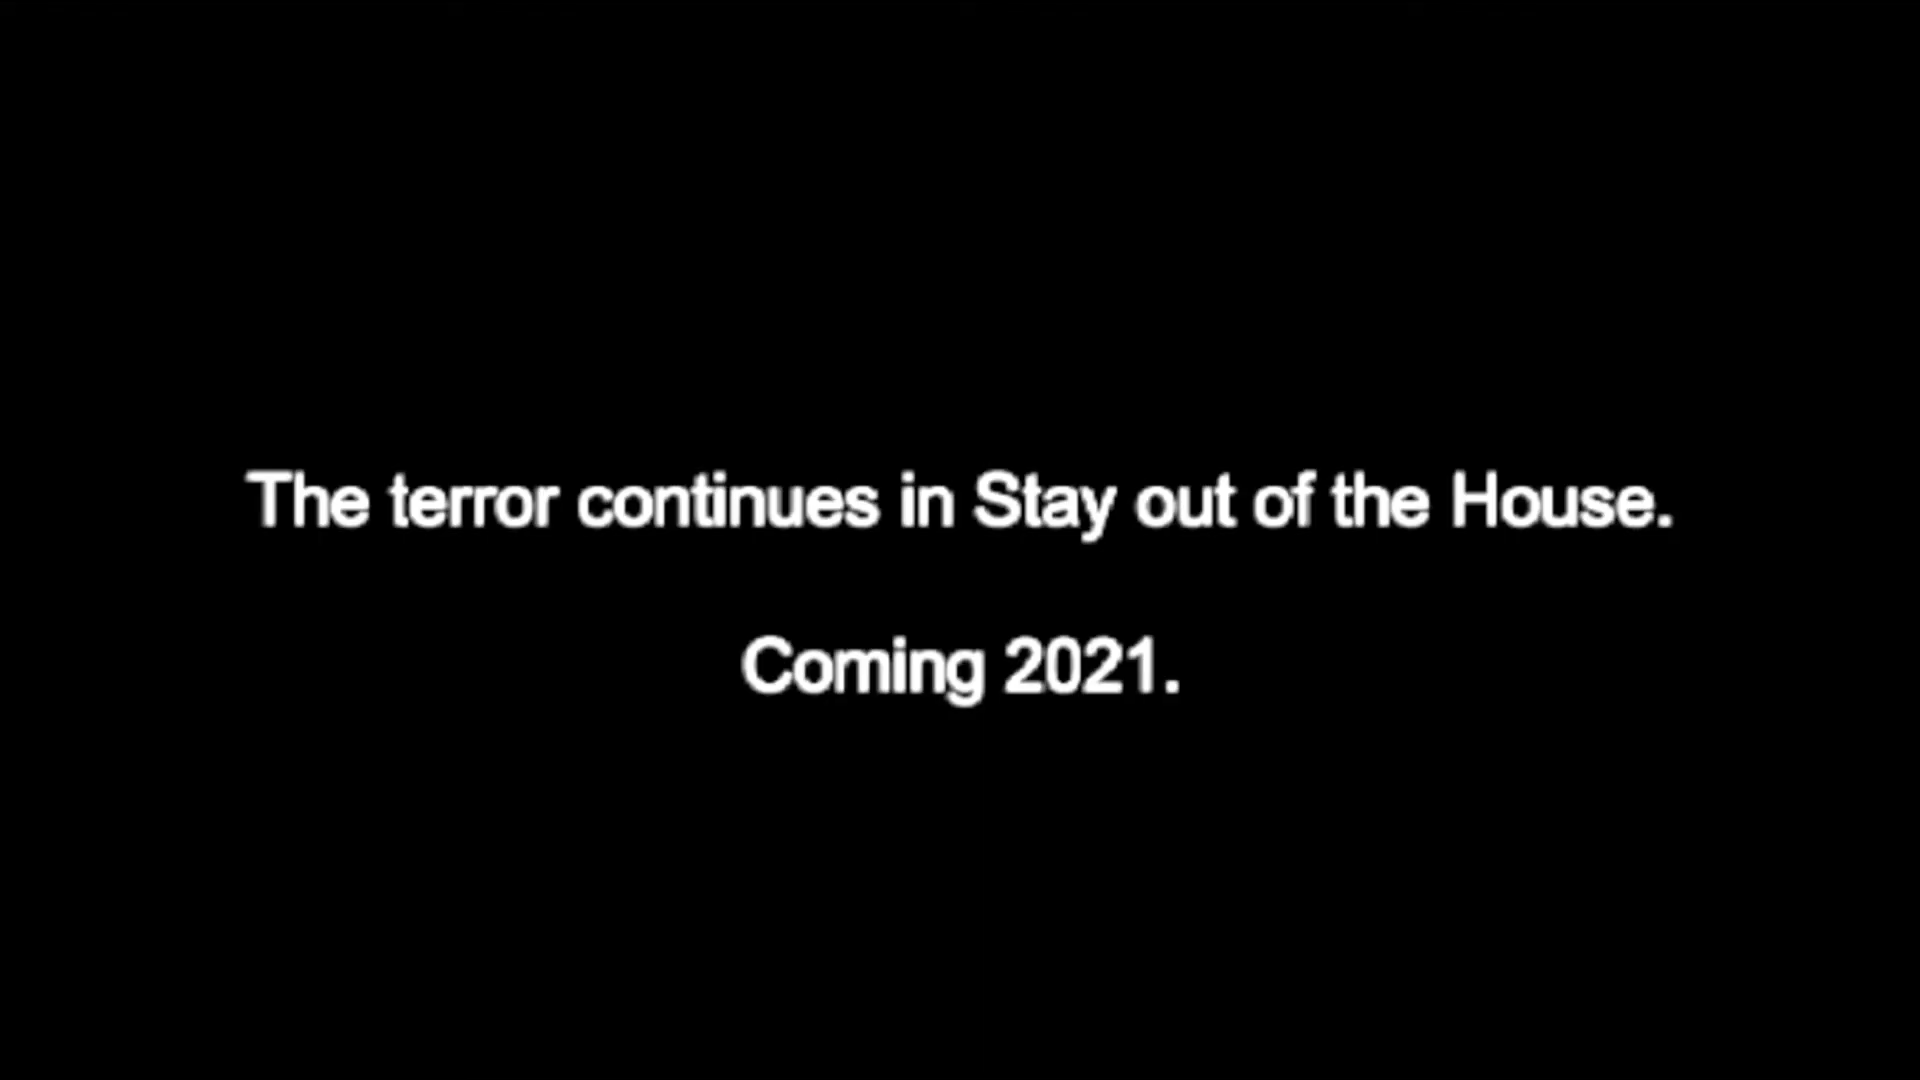 The terror continues in Stay out of the House.
Coming 2021.